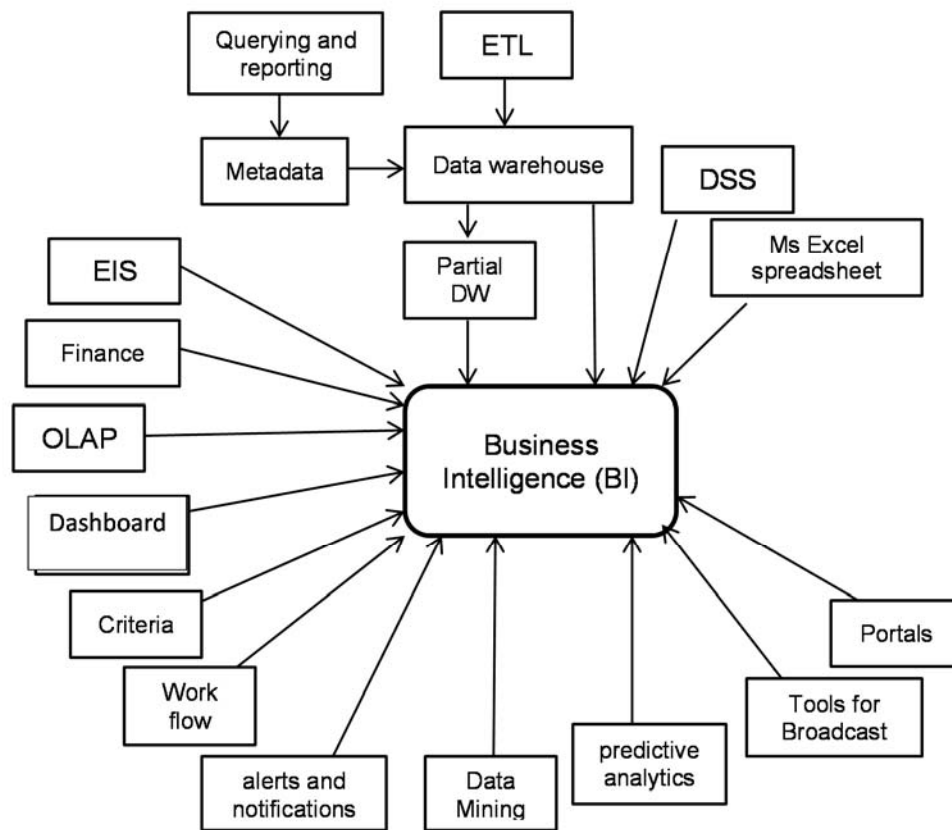 Querying and
reporting
ETL
Metadata
Data warehouse
DSS
Ms Excel
spreadsheet
EIS
Partial
DW
Finance
OLAP
Business
Intelligence (BI)
Dashboard
Criteria
Portals
Work
flow
Tools for
Broadcast
predictive
analytics
alerts and
notifications
Data
Mining